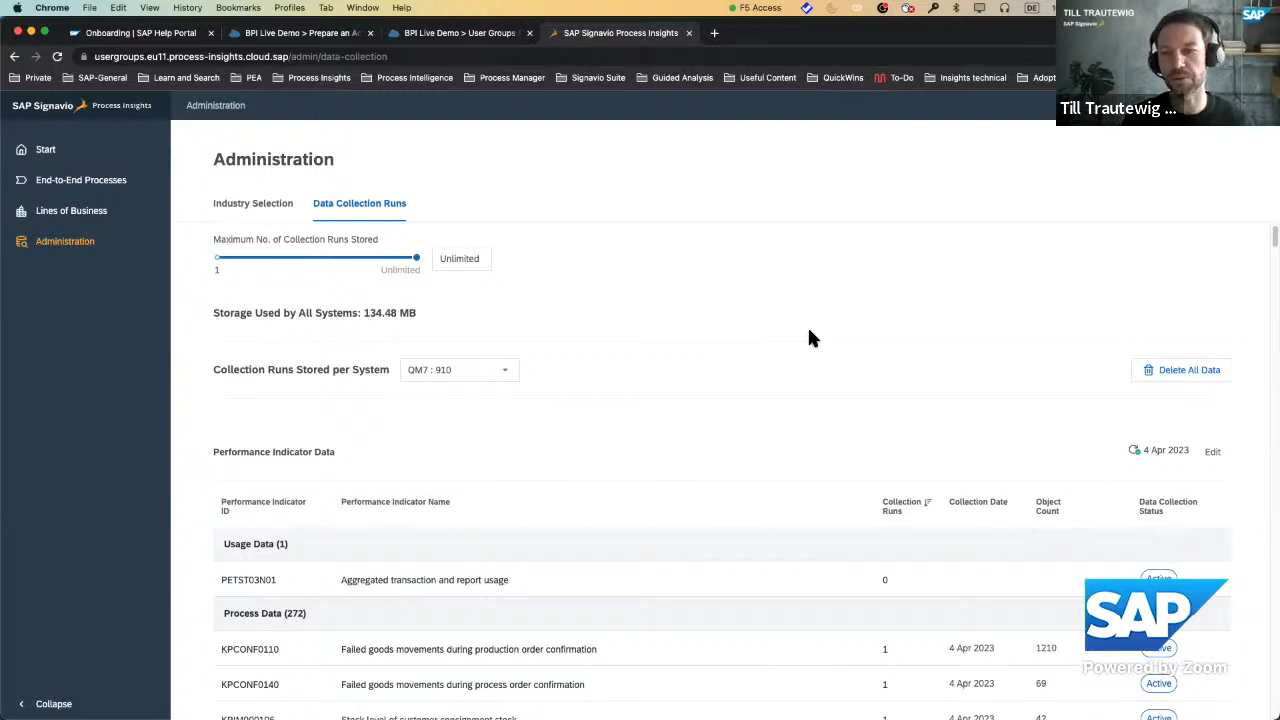 Chrome File Edit View History Bookmarks Profiles Tab Window Help
F5 Access
Onboarding | SAP Help Portal
BPI Live Demo > Prepare an Ac
BPI Live Demo > User Groups
SAP Signavio Process Insights
usergroups.eu11.process-insights.cloud.sap/admin/data-collection
Private
SAP-General
Learn and Search
PEA
Process Insights
Process Intelligence
Process Manager
Signavio Suite
Guided Analysis
Useful Content
QuickWins
To-Do
Insights technical
Adopt
TILL TRAUTEWIG
SAP Signavio
SAP
Till Trautewig ...
SAP Signavio Process Insights
Administration
Start
End-to-End Processes
Lines of Business
Administration
Collapse
Administration
Industry Selection
Data Collection Runs
Maximum No. of Collection Runs Stored
1
Unlimited
Unlimited
Storage Used by All Systems: 134.48 MB
Collection Runs Stored per System
QM7 : 910
Delete All Data
Performance Indicator Data
4 Apr 2023
Edit
Performance Indicator ID
Performance Indicator Name
Collection Runs
Collection Date
Object Count
Data Collection Status
Usage Data (1)
PETST03N01 Aggregated transaction and report usage 0 Active
Process Data (272)
KPCONF0110 Failed goods movements during production order confirmation 1 4 Apr 2023 1210
KPCONF0140 Failed goods movements during process order confirmation 1 4 Apr 2023 69 Active
SAP
Powered by Zoom